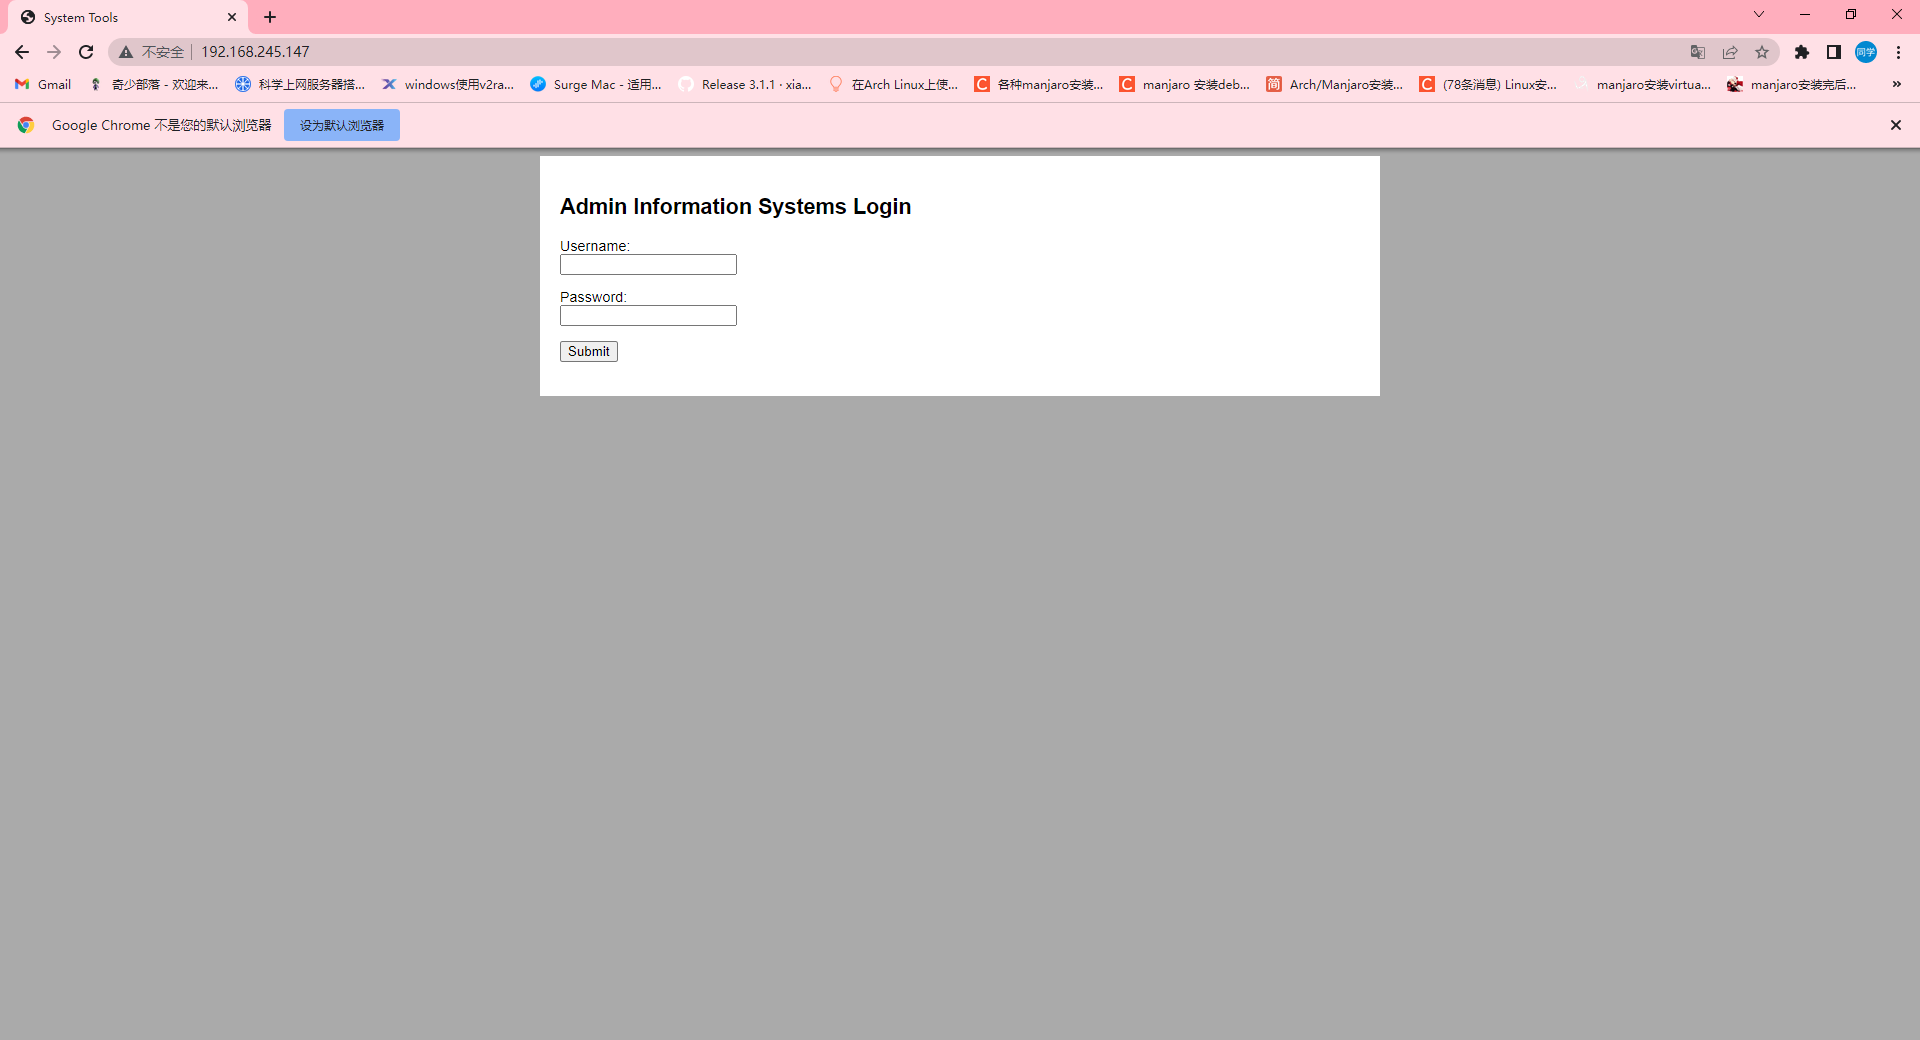 System Tools
不安全 192.168.245.147
同学
Gmail 奇少部落 - 欢迎来... 科学上网服务器搭... windows使用v2ra... Surge Mac - 适用... Release 3.1.1 · xia... 在Arch Linux上使... 各种manjaro安装... manjaro 安装deb... 简 Arch/Manjaro安装... (78条消息) Linux安... manjaro安装virtua... manjaro安装完后... »
Google Chrome 不是您的默认浏览器 设为默认浏览器
Admin Information Systems Login
Username:
Password:
Submit